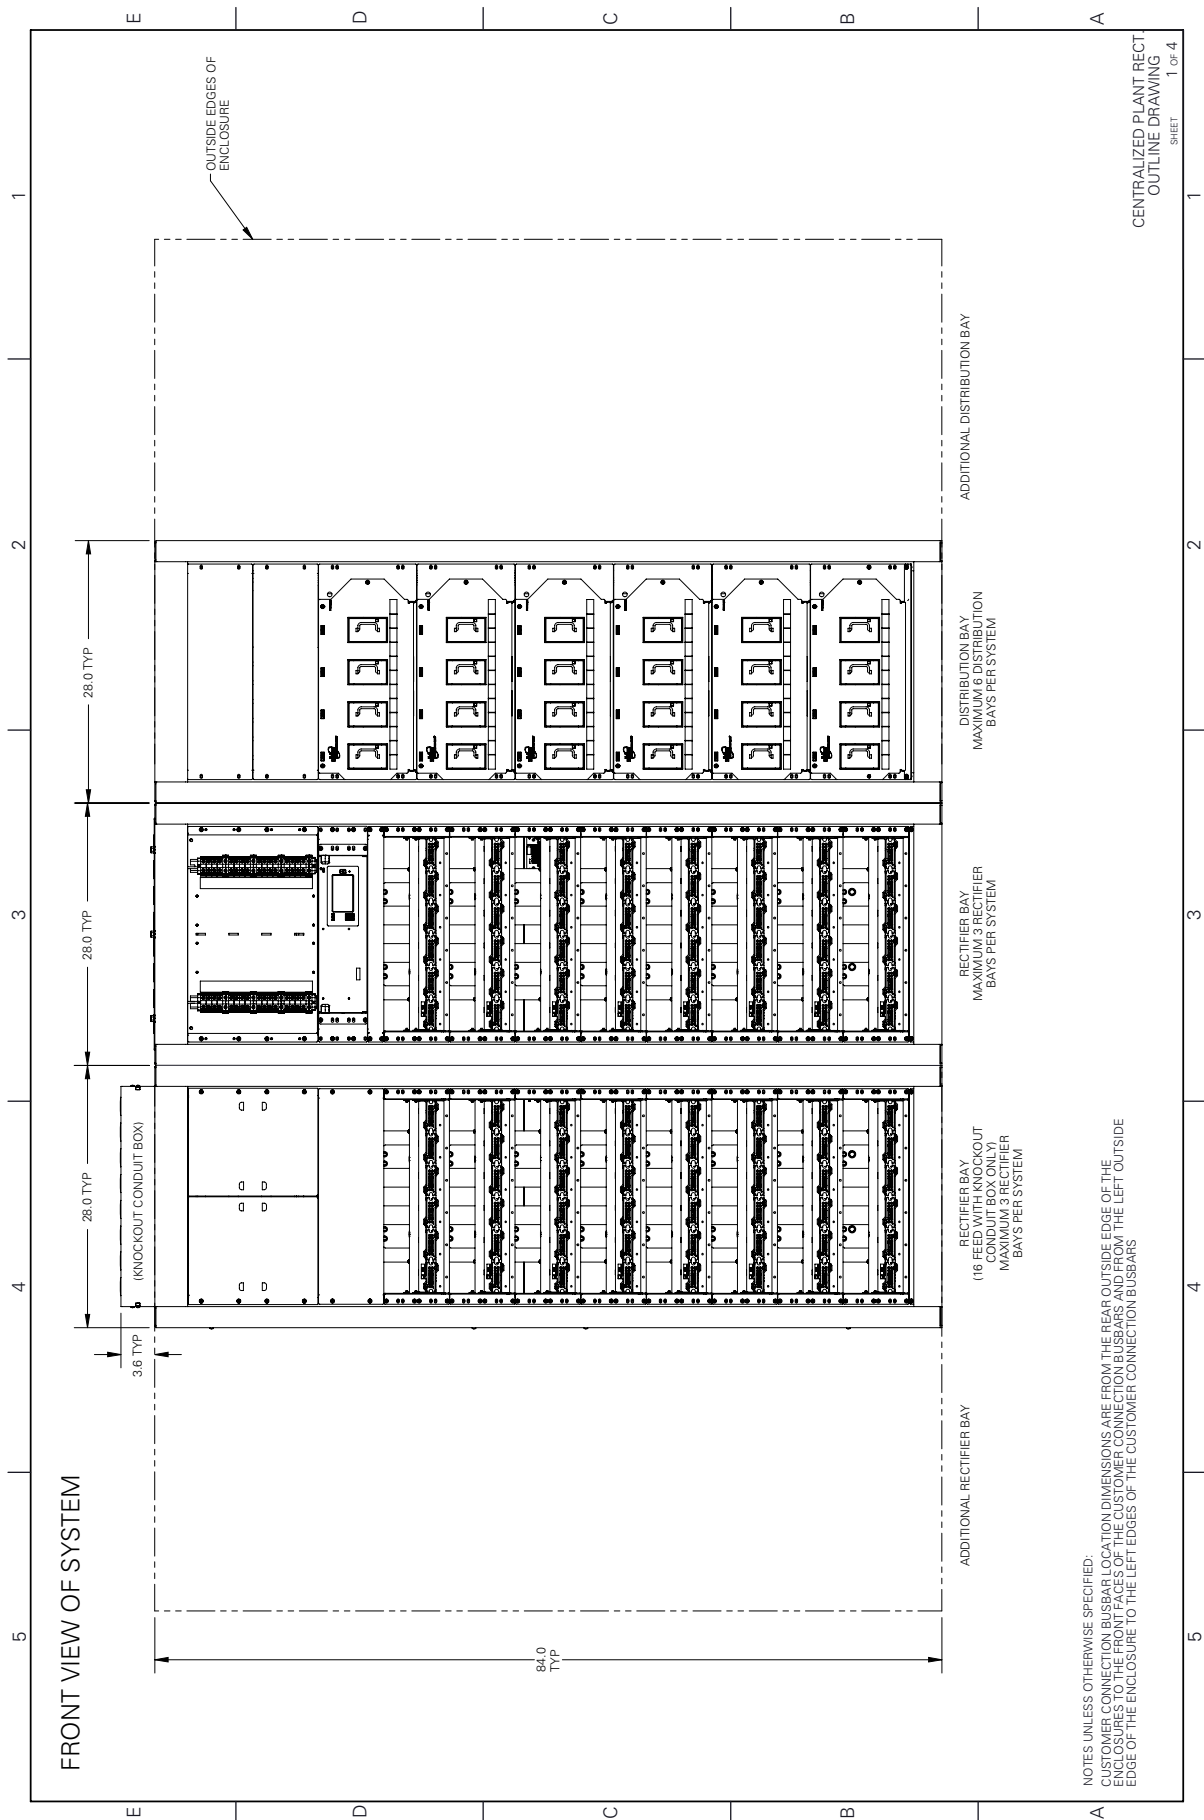 FRONT VIEW OF SYSTEM
5
4
3
2
1
E
D
C
B
A
E
D
C
B
A
28.0 TYP
28.0 TYP
28.0 TYP
3.6 TYP
84.0
TYP
(KNOCKOUT CONDUIT BOX)
OUTSIDE EDGES OF
ENCLOSURE
ADDITIONAL RECTIFIER BAY
RECTIFIER BAY
(16 FEED WITH KNOCKOUT
CONDUIT BOX ONLY)
MAXIMUM 3 RECTIFIER
BAYS PER SYSTEM
RECTIFIER BAY
MAXIMUM 3 RECTIFIER
BAYS PER SYSTEM
DISTRIBUTION BAY
MAXIMUM 6 DISTRIBUTION
BAYS PER SYSTEM
ADDITIONAL DISTRIBUTION BAY
NOTES UNLESS OTHERWISE SPECIFIED:
CUSTOMER CONNECTION BUSBAR LOCATION DIMENSIONS ARE FROM THE REAR OUTSIDE EDGE OF THE
ENCLOSURES TO THE FRONT FACES OF THE CUSTOMER CONNECTION BUSBARS AND FROM THE LEFT OUTSIDE
EDGE OF THE ENCLOSURE TO THE LEFT EDGES OF THE CUSTOMER CONNECTION BUSBARS
CENTRALIZED PLANT RECT.
OUTLINE DRAWING
SHEET 1 OF 4
5
4
3
2
1